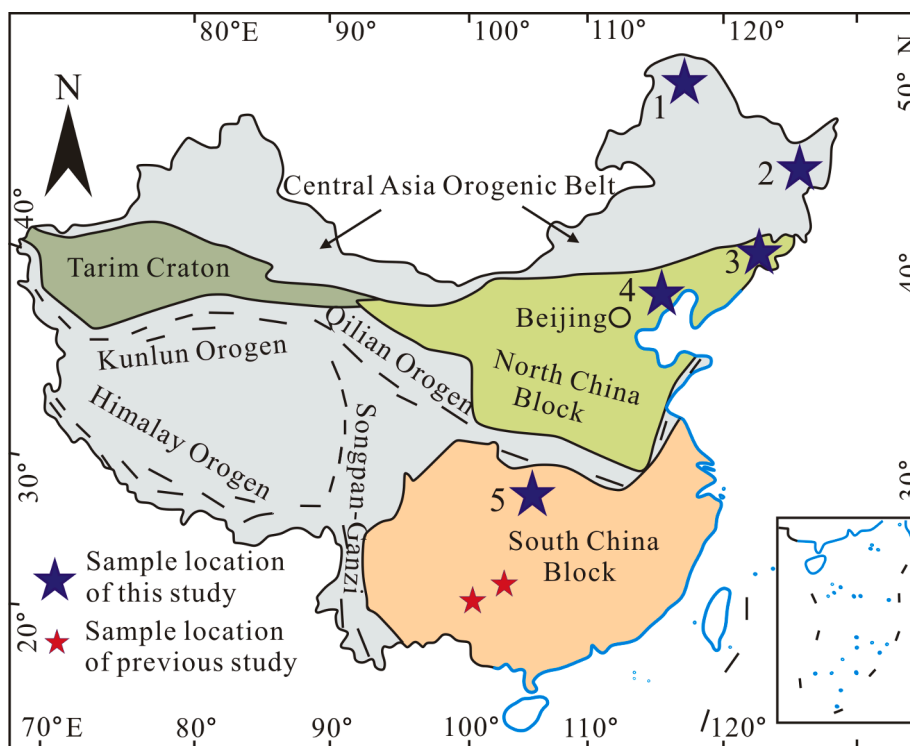 80°E 90° 100° 110° 120°
N
50°
N
1
2
Central Asia Orogenic Belt
40°
3
40°
Tarim Craton
4
Beijing
Qilian Orogen
Kunlun Orogen
North China
Block
Himalay Orogen
Songpan-Ganzi
30°
30°
5
South China
Block
Sample location
of this study
20°
Sample location
of previous study
70°E 80° 90° 100° 110° 120°